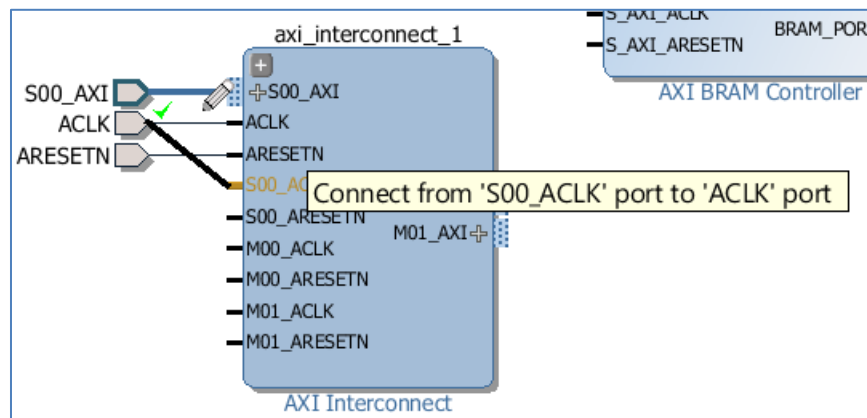 axi_interconnect_1
S_AXI_ACLK
S_AXI_ARESETN
BRAM_POR
AXI BRAM Controller
S00_AXI
ACLK
ARESETN
S00_AXI
ACLK
ARESETN
S00_AC
Connect from 'S00_ACLK' port to 'ACLK' port
S00_ARESETN
M01_AXI
M00_ACLK
M00_ARESETN
M01_ACLK
M01_ARESETN
AXI Interconnect